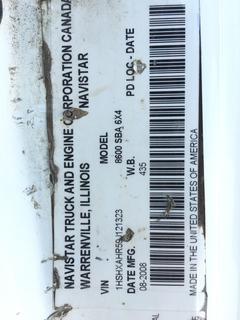 NAVISTAR TRUCK AND ENGINE CORPORATION CANADA
WARRENVILLE, ILLINOIS NAVISTAR
VIN MODEL PD LOC - DATE
1HSHXAHR59J121323 8600 SBA 6X4
DATE MFG. W.B.
08-2008 435
MADE IN THE UNITED STATES OF AMERICA